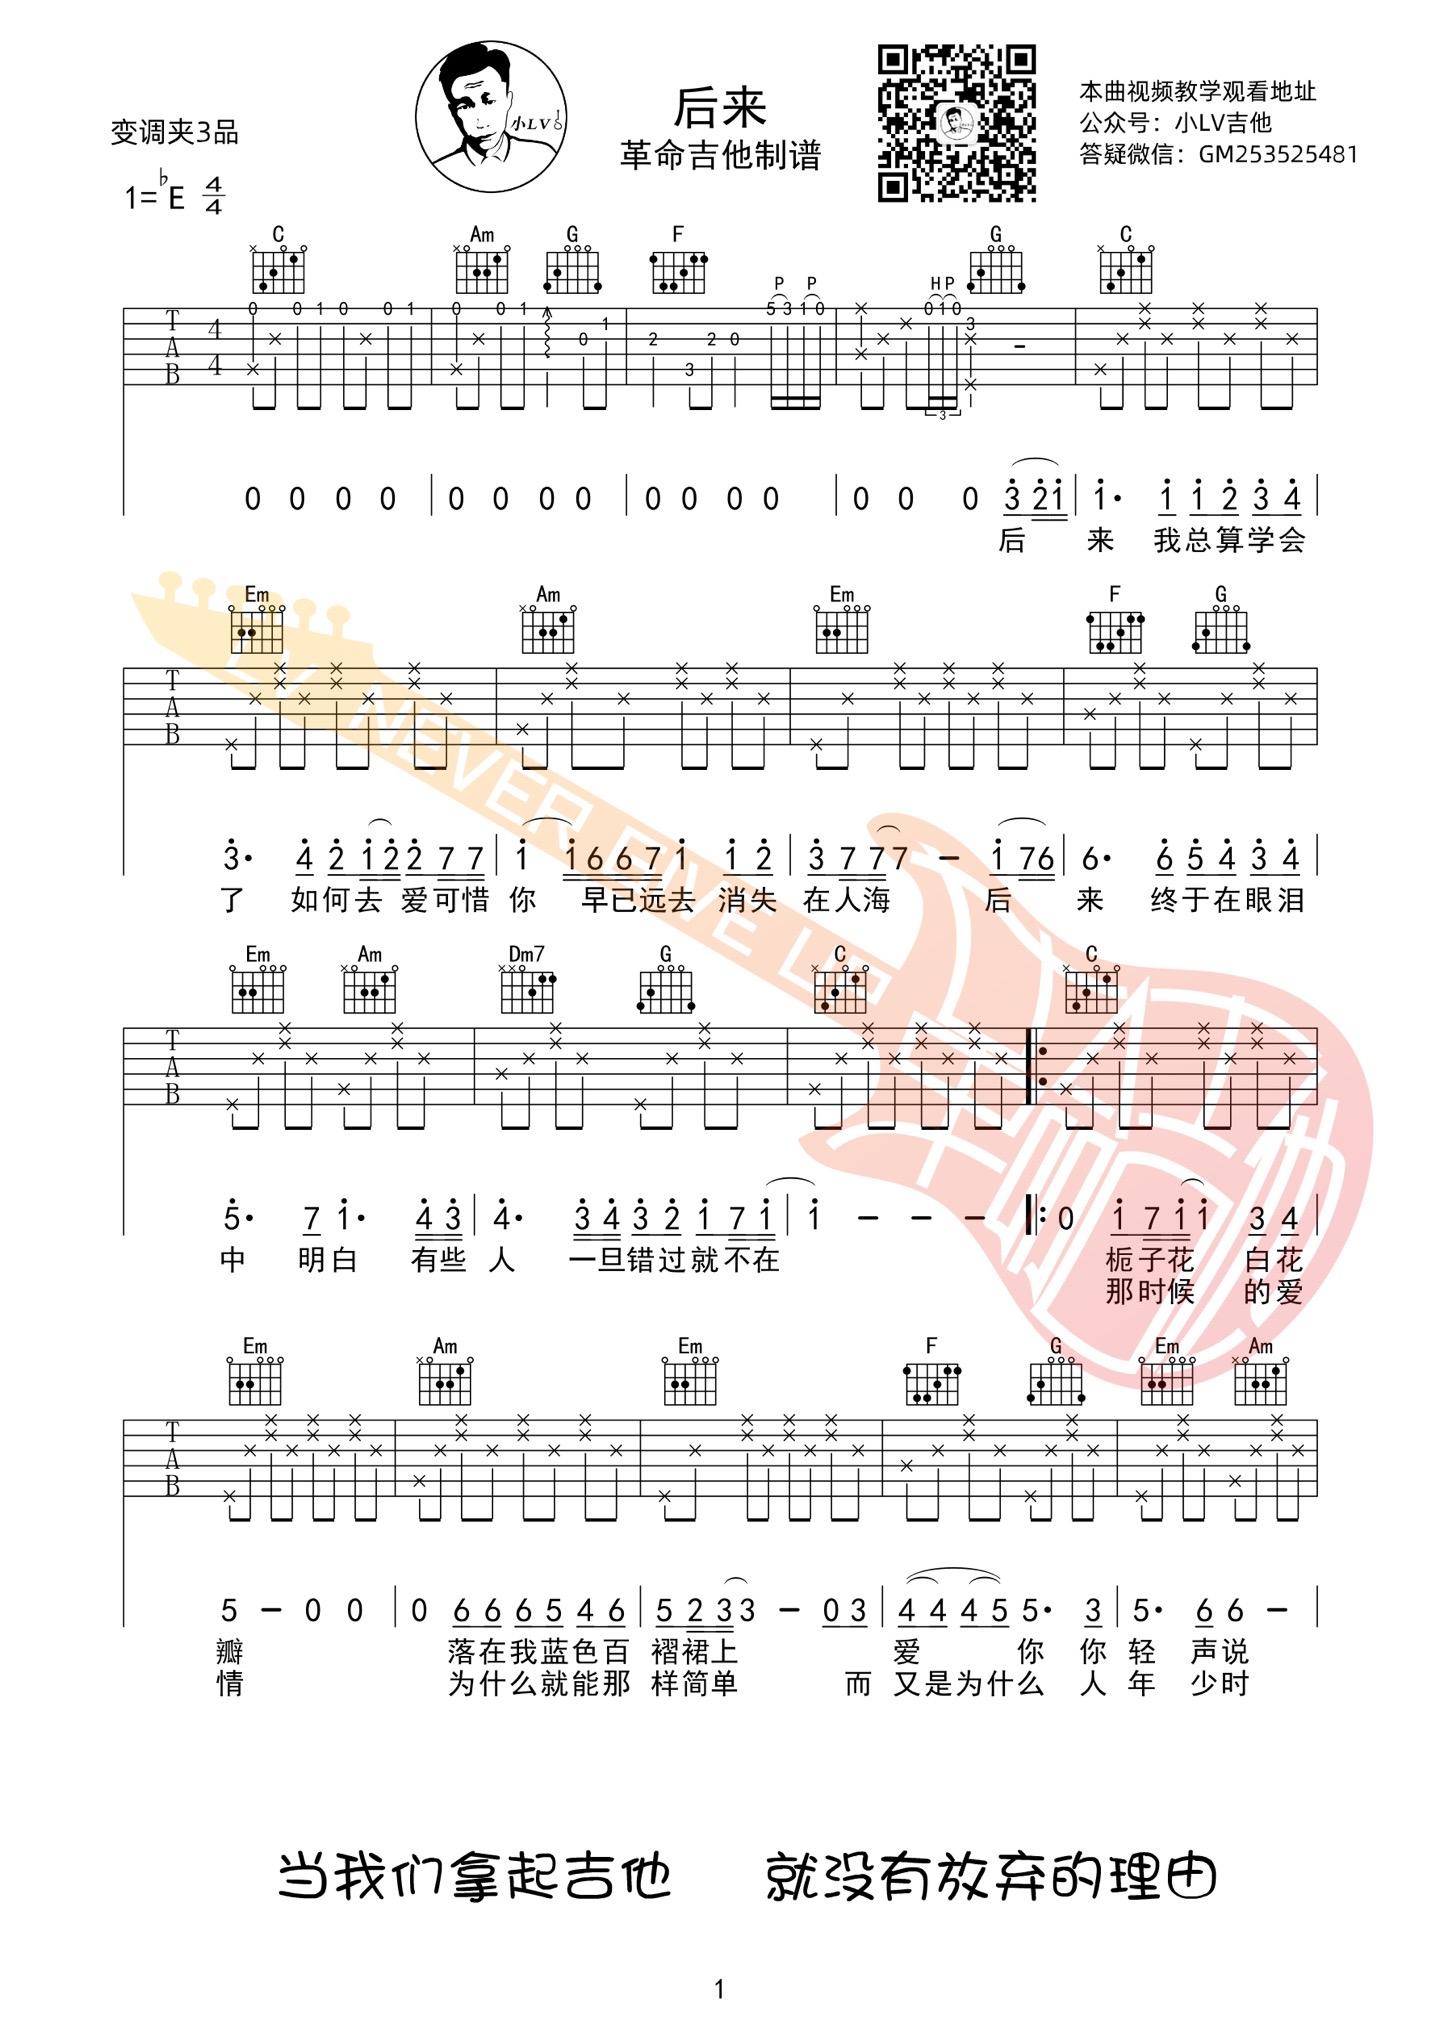 变调夹3品
1=♭E 4/4
小LV
后来
革命吉他制谱
本曲视频教学观看地址
公众号：小LV吉他
答疑微信：GM253525481
C Am G F G C
P P H P
T A B 4 4
0 0 1 0 0 1 0 0 1 0 1 2 3 2 0 5 3 1 0 0 1 0 3
3
0 0 0 0 0 0 0 0 0 0 0 0 0 0 0 3 2 1 1· 1 1 2 3 4
后 来 我总算学会
Em Am Em F G
T A B
3· 4 2 1 2 2 7 7 1 1 6 6 7 1 1 2 3 7 7 7 - 1 7 6 6· 6 5 4 3 4
了 如何去 爱可惜 你 早已远去 消失 在人海 后 来 终于在眼泪
Em Am Dm7 G C C
T A B
5· 7 1· 4 3 4· 3 4 3 2 1 7 1 1 - - - 0 1 7 1 1 3 4
中 明白 有些 人 一旦错过就不在 栀子花 白花
那时候 的爱
Em Am Em F G Em Am
T A B
5 - 0 0 0 6 6 6 5 4 6 5 2 3 3 - 0 3 4 4 4 5 5· 3 5· 6 6 -
瓣 落在我蓝色百 褶裙上 爱 你 你 轻 声说
情 为什么就能那 样简单 而 又是为什么 人 年 少时
LV NEVER GIVE UP
当我们拿起吉他 就没有放弃的理由
1